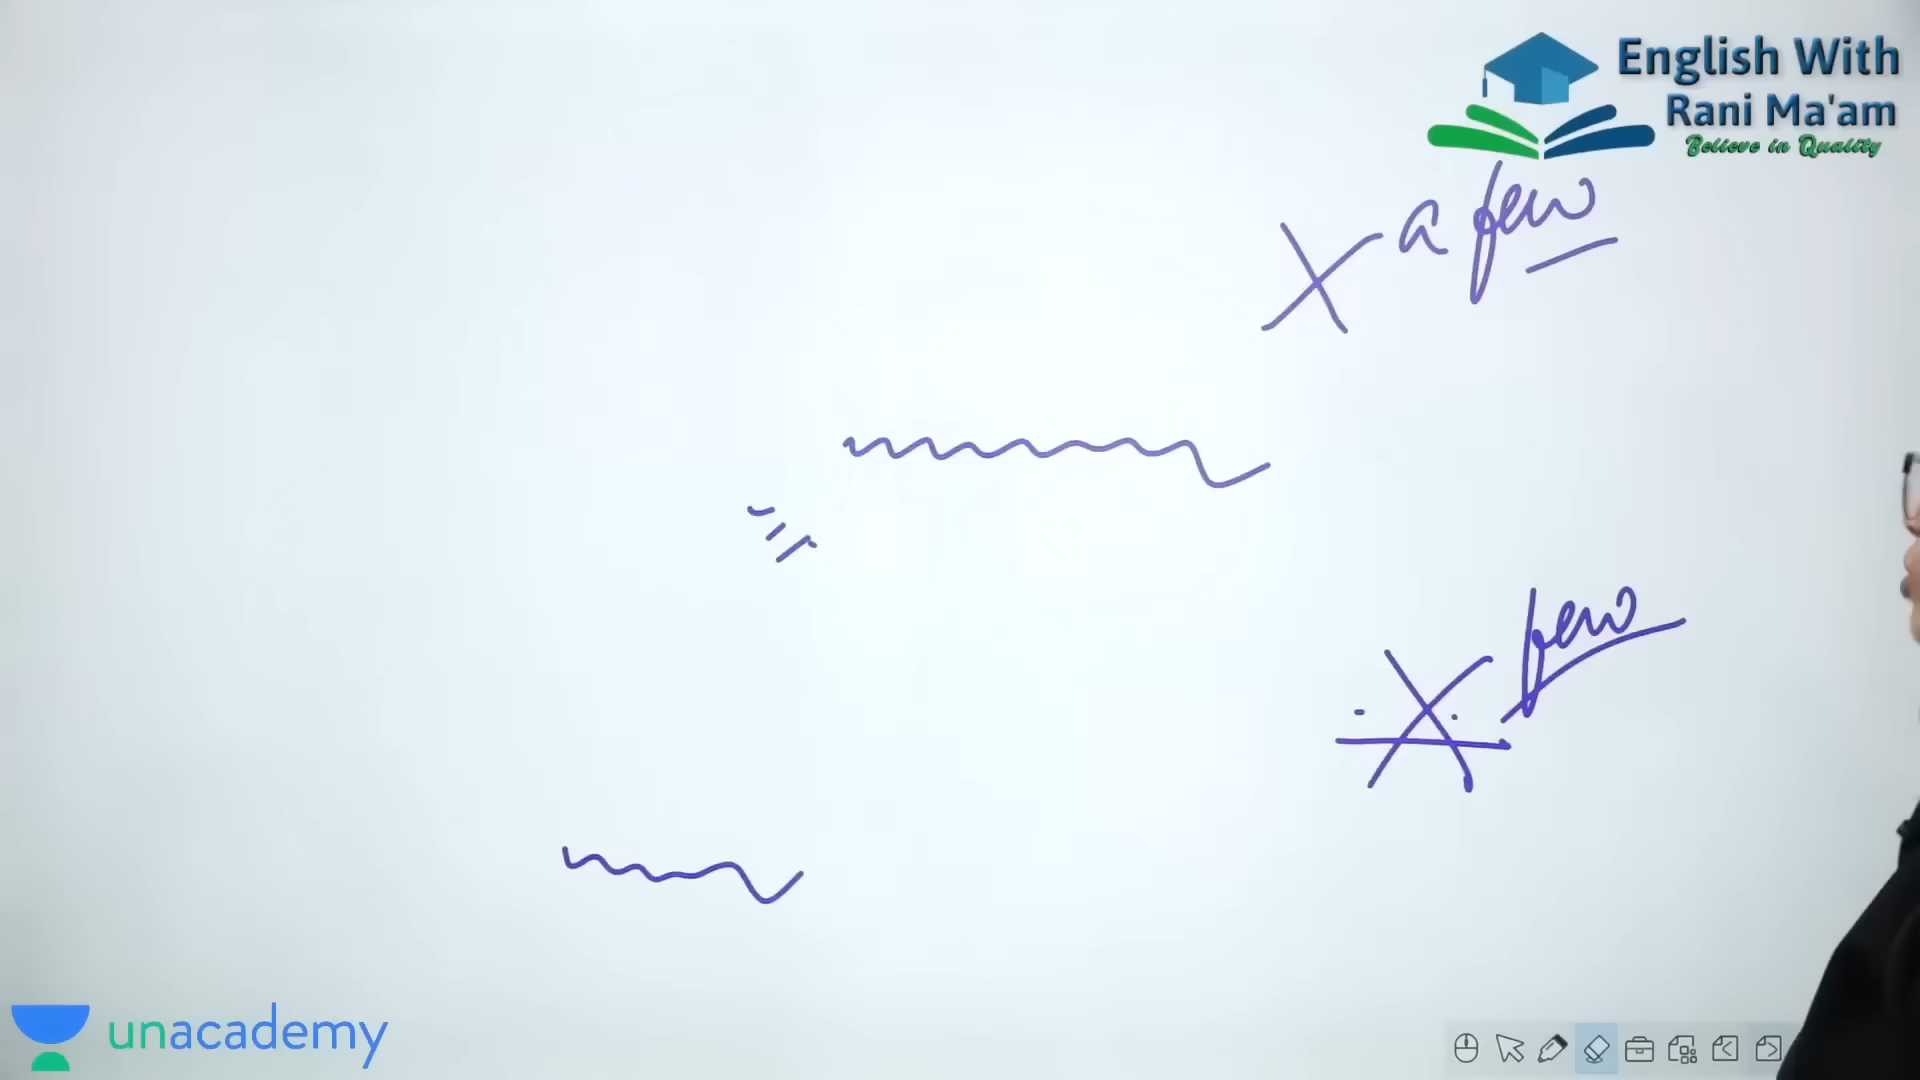 English With
Rani Ma'am
Believe in Quality
X a few
X few
unacademy